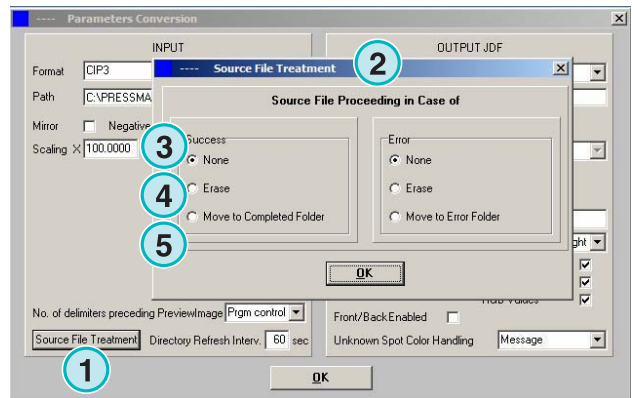 ---- Parameters Conversion
INPUT
OUTPUT JDF
Format CIP3
Path C:\PRESSMA
Mirror Negative
Scaling X 100.0000
---- Source File Treatment
2
Source File Proceeding in Case of
Success
3
None
4
Erase
5
Move to Completed Folder
Error
None
Erase
Move to Error Folder
OK
No. of delimiters preceding PreviewImage Prgm control
Source File Treatment Directory Refresh Interv. 60 sec
1
Front/Back Enabled
Unknown Spot Color Handling Message
OK